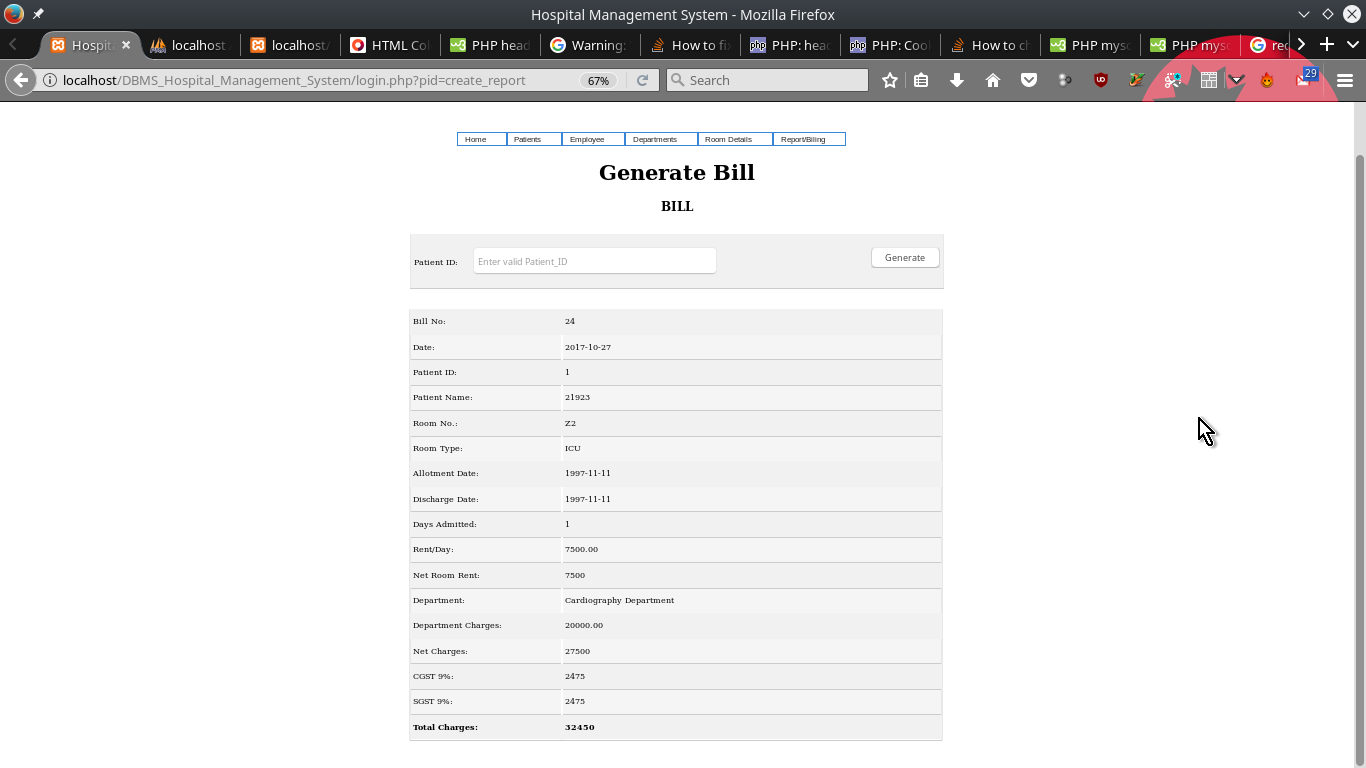 Hospital Management System - Mozilla Firefox
Hospit localhost localhost/ HTML Co PHP head Warning: How to fi PHP: hea PHP: Coo How to ch PHP myso PHP myso rec
localhost/DBMS_Hospital_Management_System/login.php?pid=create_report 67% Search 29
Home Patients Employee Departments Room Details Report/Biling
Generate Bill
BILL
Patient ID: Enter valid Patient_ID Generate
Bill No: 24
Date: 2017-10-27
Patient ID: 1
Patient Name: 21923
Room No.: Z2
Room Type: ICU
Allotment Date: 1997-11-11
Discharge Date: 1997-11-11
Days Admitted: 1
Rent/Day: 7500.00
Net Room Rent: 7500
Department: Cardiography Department
Department Charges: 20000.00
Net Charges: 27500
CGST 9%: 2475
SGST 9%: 2475
Total Charges: 32450